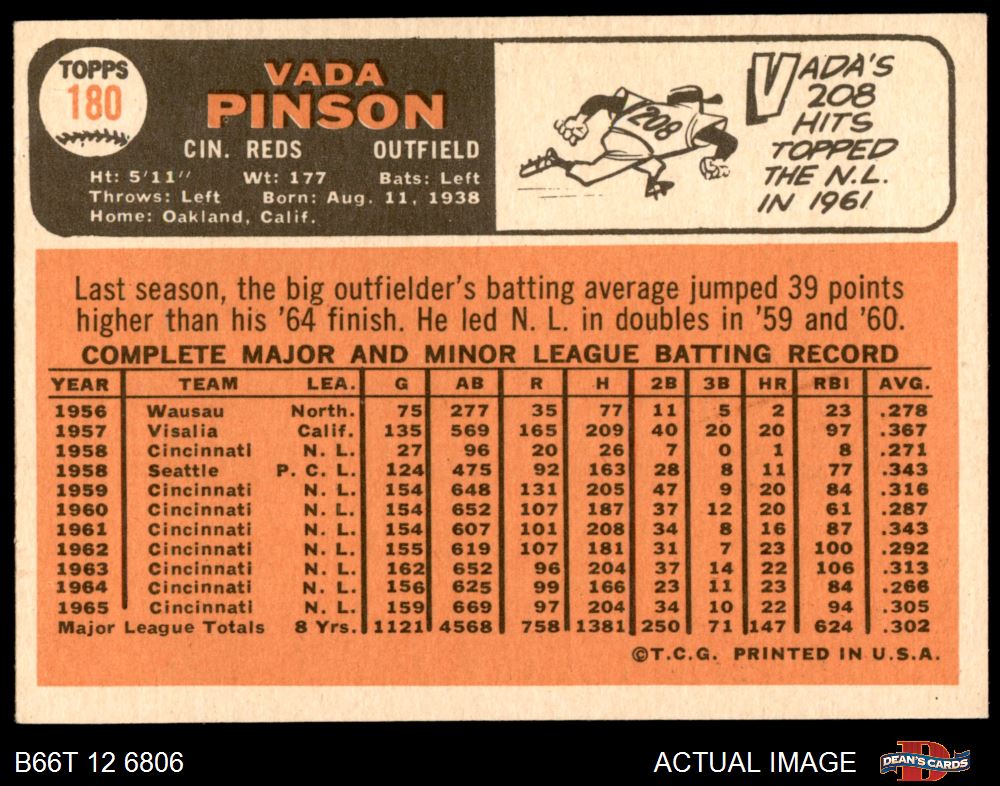 TOPPS
180
VADA
PINSON
CIN. REDS OUTFIELD
Ht: 5'11" Wt: 177 Bats: Left
Throws: Left Born: Aug. 11, 1938
Home: Oakland, Calif.
208
VADA'S
208
HITS
TOPPED
THE N.L.
IN 1961
Last season, the big outfielder's batting average jumped 39 points
higher than his '64 finish. He led N. L. in doubles in '59 and '60.
COMPLETE MAJOR AND MINOR LEAGUE BATTING RECORD
YEAR TEAM LEA. G AB R H 2B 3B HR RBI AVG.
1956 Wausau North. 75 277 35 77 11 5 2 23 .278
1957 Visalia Calif. 135 569 165 209 40 20 20 97 .367
1958 Cincinnati N. L. 27 96 20 26 7 0 1 8 .271
1958 Seattle P. C. L. 124 475 92 163 28 8 11 77 .343
1959 Cincinnati N. L. 154 648 131 205 47 9 20 84 .316
1960 Cincinnati N. L. 154 652 107 187 37 12 20 61 .287
1961 Cincinnati N. L. 154 607 101 208 34 8 16 87 .343
1962 Cincinnati N. L. 155 619 107 181 31 7 23 100 .292
1963 Cincinnati N. L. 162 652 96 204 37 14 22 106 .313
1964 Cincinnati N. L. 156 625 99 166 23 11 23 84 .266
1965 Cincinnati N. L. 159 669 97 204 34 10 22 94 .305
Major League Totals 8 Yrs. 1121 4568 758 1381 250 71 147 624 .302
©T.C.G. PRINTED IN U.S.A.
B66T 12 6806
ACTUAL IMAGE
D
DEAN'S CARDS